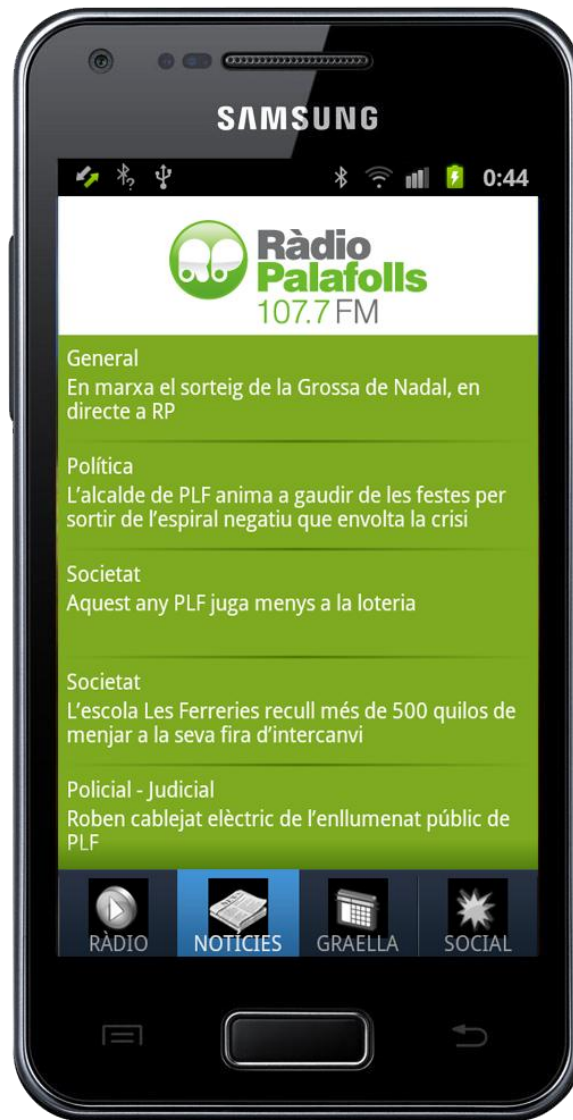 SAMSUNG
0:44
Ràdio
Palafolls
107.7 FM
General
En marxa el sorteig de la Grossa de Nadal, en
directe a RP
Política
L'alcalde de PLF anima a gaudir de les festes per
sortir de l'espiral negatiu que envolta la crisi
Societat
Aquest any PLF juga menys a la loteria
Societat
L'escola Les Ferreries recull més de 500 quilos de
menjar a la seva fira d'intercanvi
Policial - Judicial
Roben cablejat elèctric de l'enllumenat públic de
PLF
RÀDIO NOTÍCIES GRAELLA SOCIAL